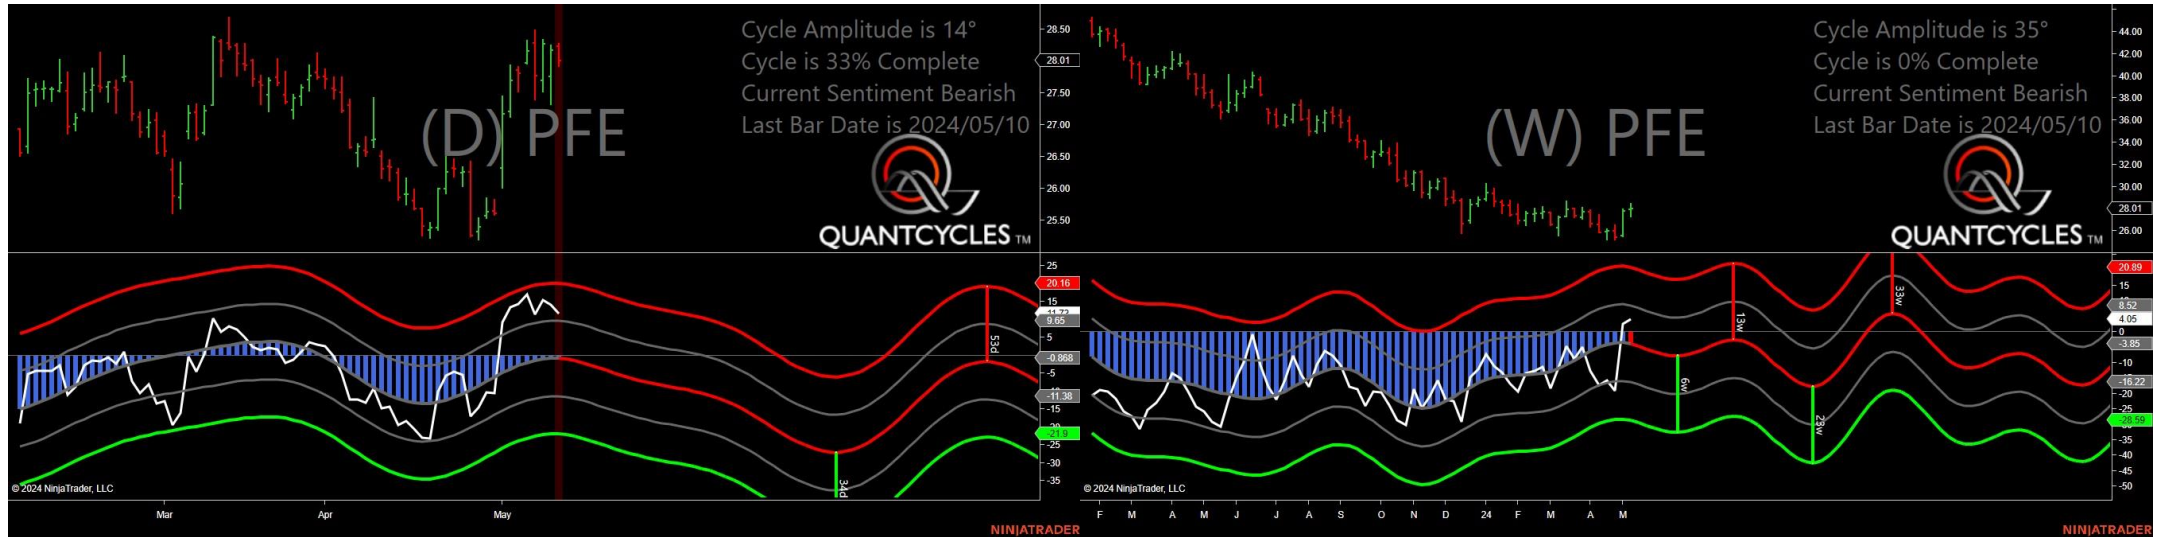 Cycle Amplitude is 14°
Cycle is 33% Complete
Current Sentiment Bearish
Last Bar Date is 2024/05/10
(D) PFE
QUANTCYCLES TM
28.50
28.01
27.50
27.00
26.50
26.00
25.50
25
20.16
15
9.65
5
-0.868
-5
-11.38
-15
-21.9
-25
-30
-35
53d
34d
© 2024 NinjaTrader, LLC
Mar
Apr
May
NINJATRADER
Cycle Amplitude is 35°
Cycle is 0% Complete
Current Sentiment Bearish
Last Bar Date is 2024/05/10
(W) PFE
QUANTCYCLES TM
44.00
42.00
40.00
38.00
36.00
34.00
32.00
30.00
28.01
26.00
20.89
15
8.52
4.05
0
-3.85
-10
-16.22
-20
-25
-28.59
-35
-40
-45
-50
13w
33w
6w
23w
© 2024 NinjaTrader, LLC
F M A M J J A S O N D 24 F M A M
NINJATRADER